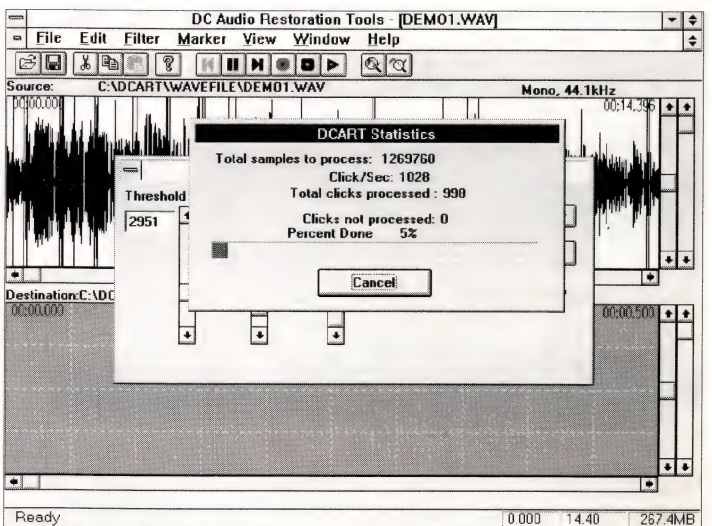 DC Audio Restoration Tools - [DEMO1.WAV]
File Edit Filter Marker View Window Help
Source: C:\DCART\WAVEFILE\DEMO1.WAV Mono, 44.1kHz
00:00.000 00:14.396
DCART Statistics
Total samples to process: 1269760
Click/Sec: 1028
Total clicks processed : 998
Clicks not processed: 0
Percent Done 5%
Cancel
Threshold
2951
Destination:C:\DC
00:00.000 00:00.500
Ready 0.000 14.40 267.4MB